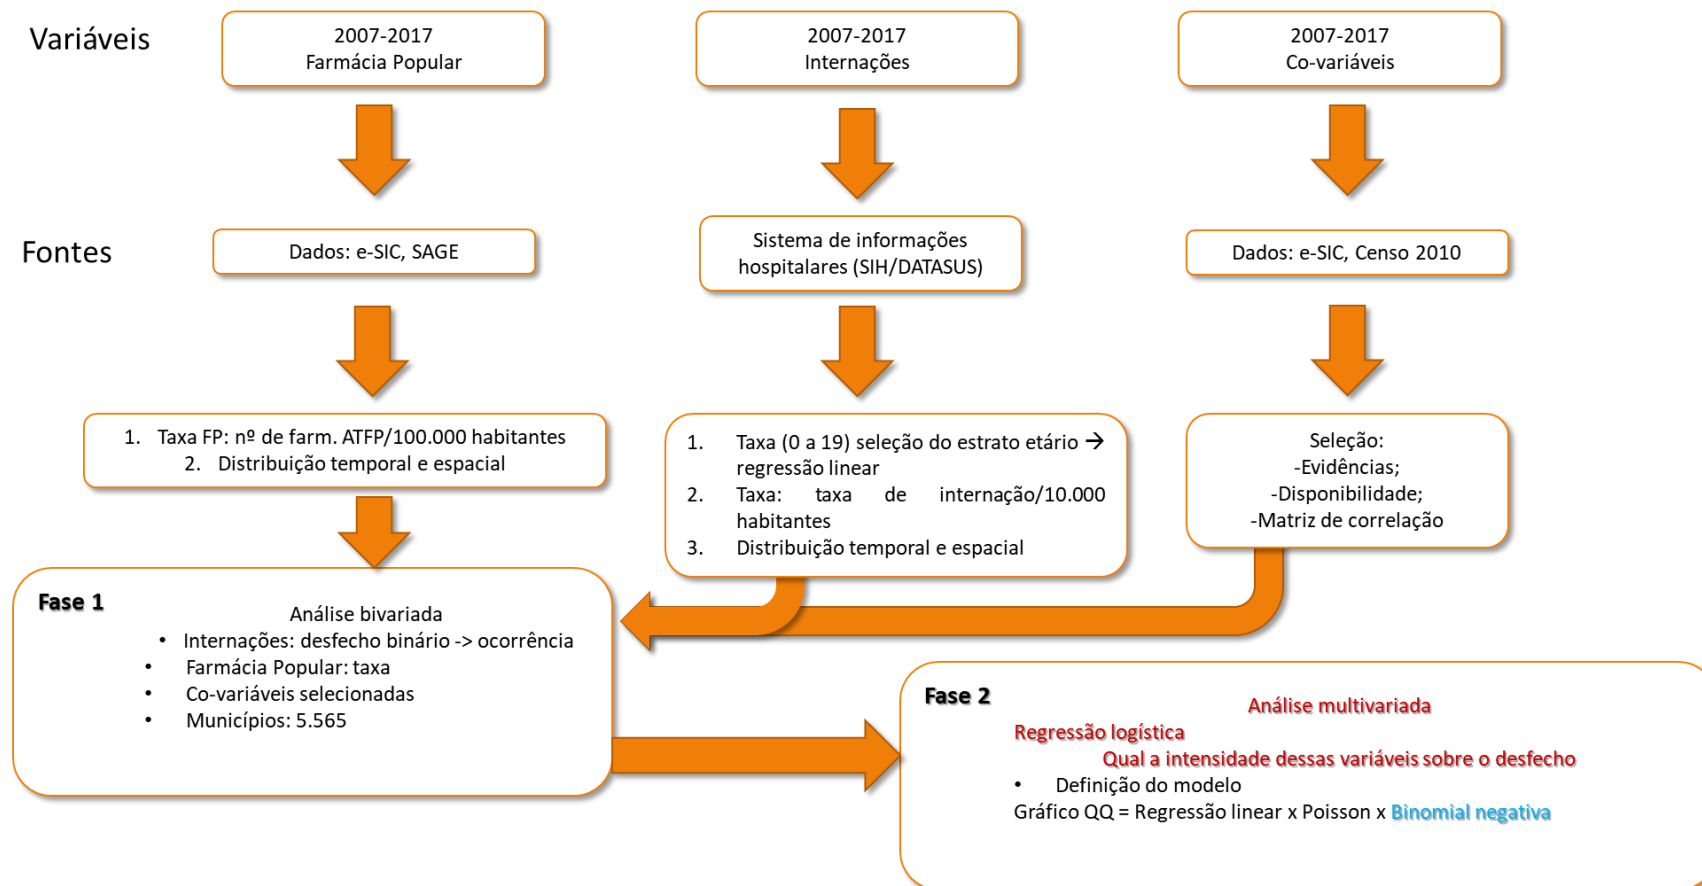 Variáveis
2007-2017
Farmácia Popular
2007-2017
Internações
2007-2017
Co-variáveis
Fontes
Dados: e-SIC, SAGE
Sistema de informações
hospitalares (SIH/DATASUS)
Dados: e-SIC, Censo 2010
1. Taxa FP: nº de farm. ATFP/100.000 habitantes
2. Distribuição temporal e espacial
1. Taxa (0 a 19) seleção do estrato etário →
regressão linear
2. Taxa: taxa de internação/10.000
habitantes
3. Distribuição temporal e espacial
Seleção:
-Evidências;
-Disponibilidade;
-Matriz de correlação
Fase 1
Análise bivariada
• Internações: desfecho binário -> ocorrência
• Farmácia Popular: taxa
• Co-variáveis selecionadas
• Municípios: 5.565
Fase 2
Análise multivariada
Regressão logística
Qual a intensidade dessas variáveis sobre o desfecho
• Definição do modelo
Gráfico QQ = Regressão linear x Poisson x Binomial negativa